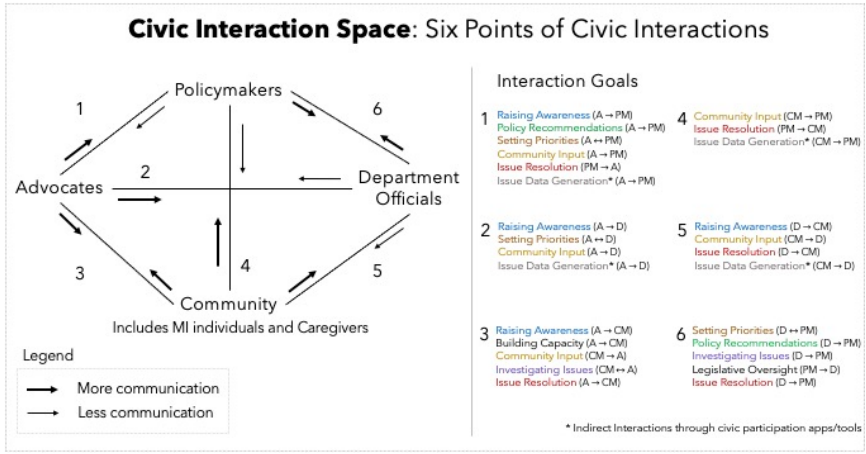 Civic Interaction Space: Six Points of Civic Interactions
Policymakers
1
6
2
Advocates
Department
Officials
3
4
5
Community
Includes MI individuals and Caregivers
Legend
More communication
Less communication
Interaction Goals
1
Raising Awareness (A → PM)
Policy Recommendations (A → PM)
Setting Priorities (A ↔ PM)
Community Input (A → PM)
Issue Resolution (PM → A)
Issue Data Generation* (A → PM)
4
Community Input (CM → PM)
Issue Resolution (PM → CM)
Issue Data Generation* (CM → PM)
2
Raising Awareness (A → D)
Setting Priorities (A ↔ D)
Community Input (A → D)
Issue Data Generation* (A → D)
5
Raising Awareness (D → CM)
Community Input (CM → D)
Issue Resolution (D → CM)
Issue Data Generation* (CM → D)
3
Raising Awareness (A → CM)
Building Capacity (A → CM)
Community Input (CM → A)
Investigating Issues (CM ↔ A)
Issue Resolution (A → CM)
6
Setting Priorities (D ↔ PM)
Policy Recommendations (D → PM)
Investigating Issues (D → PM)
Legislative Oversight (PM → D)
Issue Resolution (D → PM)
* Indirect Interactions through civic participation apps/tools